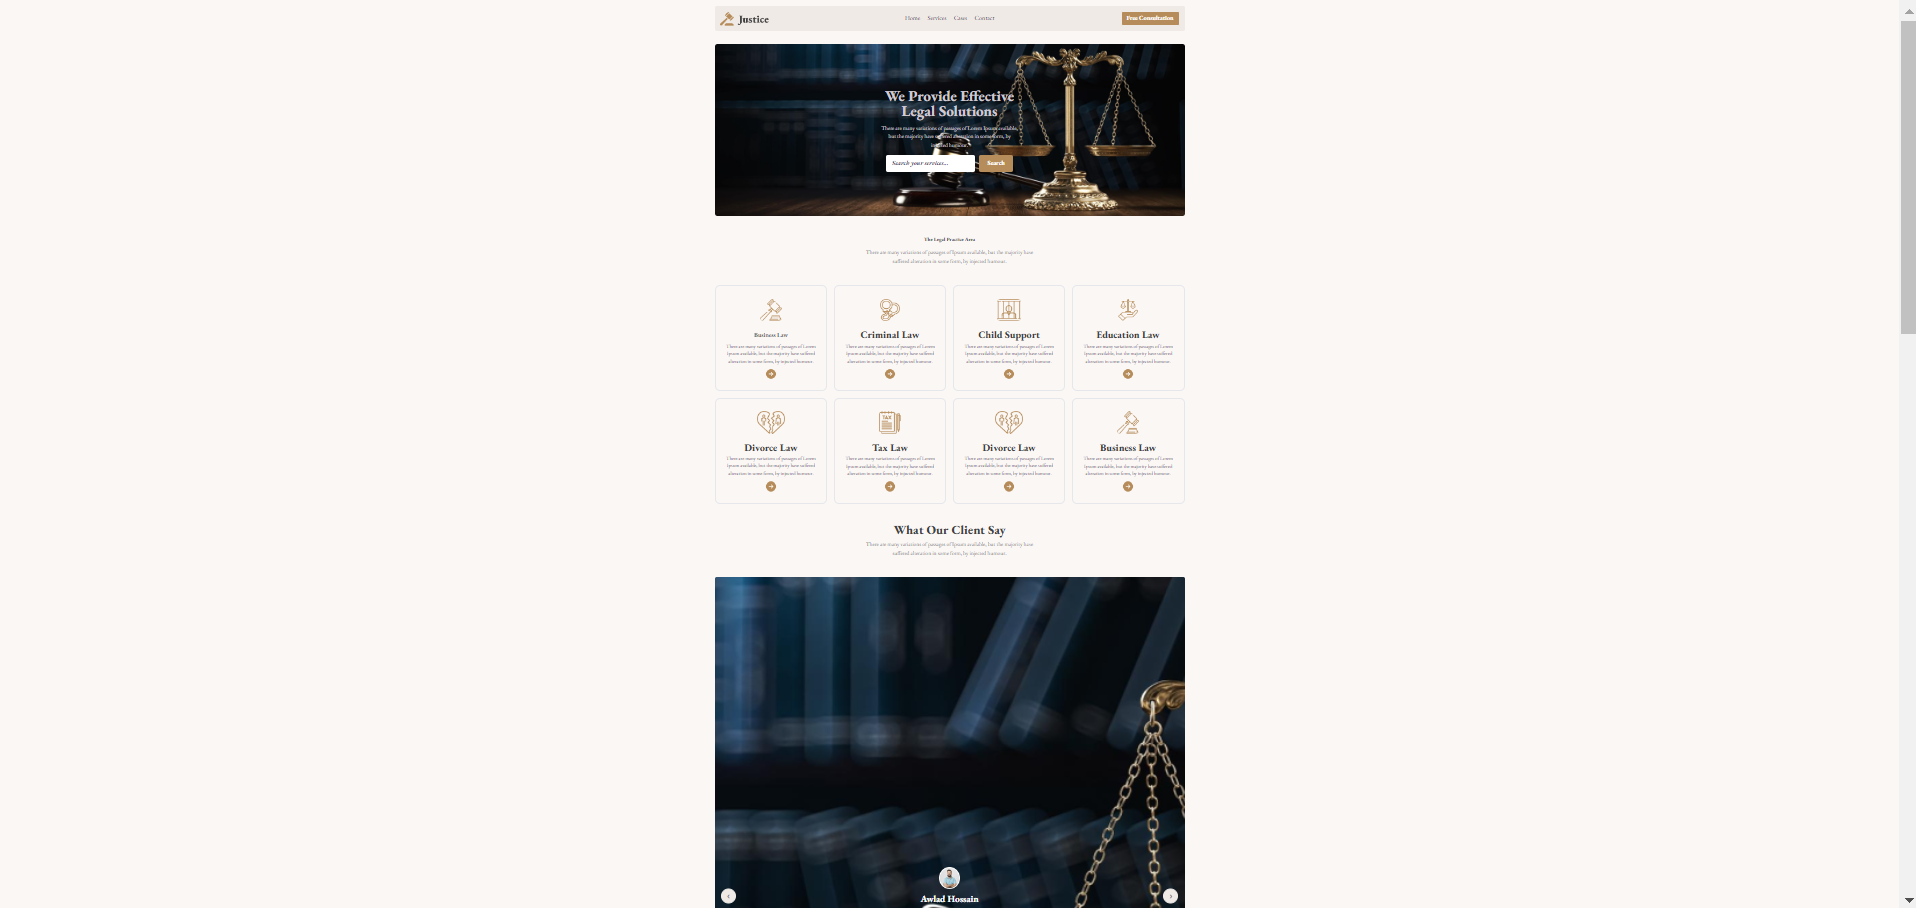 Justice
Home Services Cases Contact
Free Consultation
We Provide Effective
Legal Solutions
There are many variations of passages of Lorem Ipsum available,
but the majority have suffered alteration in some form, by
injected humour.
Search your services...
Search
The Legal Practice Area
There are many variations of passages of Ipsum available, but the majority have
suffered alteration in some form, by injected humour.
Business Law
There are many variations of passages of Lorem
Ipsum available, but the majority have suffered
alteration in some form, by injected humour.
Criminal Law
There are many variations of passages of Lorem
Ipsum available, but the majority have suffered
alteration in some form, by injected humour.
Child Support
There are many variations of passages of Lorem
Ipsum available, but the majority have suffered
alteration in some form, by injected humour.
Education Law
There are many variations of passages of Lorem
Ipsum available, but the majority have suffered
alteration in some form, by injected humour.
Divorce Law
There are many variations of passages of Lorem
Ipsum available, but the majority have suffered
alteration in some form, by injected humour.
TAX
Tax Law
There are many variations of passages of Lorem
Ipsum available, but the majority have suffered
alteration in some form, by injected humour.
Divorce Law
There are many variations of passages of Lorem
Ipsum available, but the majority have suffered
alteration in some form, by injected humour.
Business Law
There are many variations of passages of Lorem
Ipsum available, but the majority have suffered
alteration in some form, by injected humour.
What Our Client Say
There are many variations of passages of Ipsum available, but the majority have
suffered alteration in some form, by injected humour.
Awlad Hossain